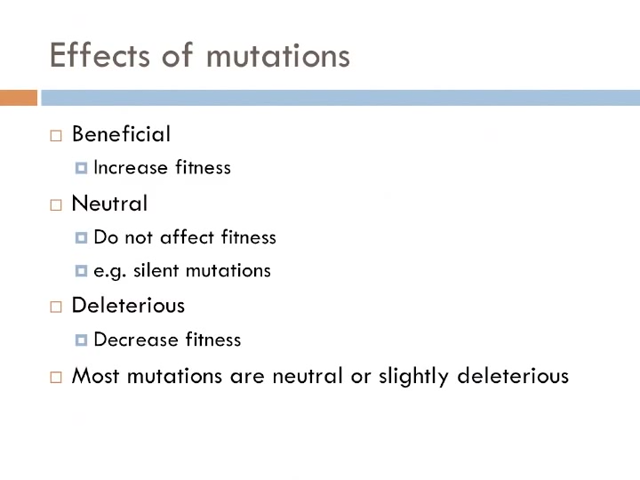 Effects of mutations
Beneficial
Increase fitness
Neutral
Do not affect fitness
e.g. silent mutations
Deleterious
Decrease fitness
Most mutations are neutral or slightly deleterious